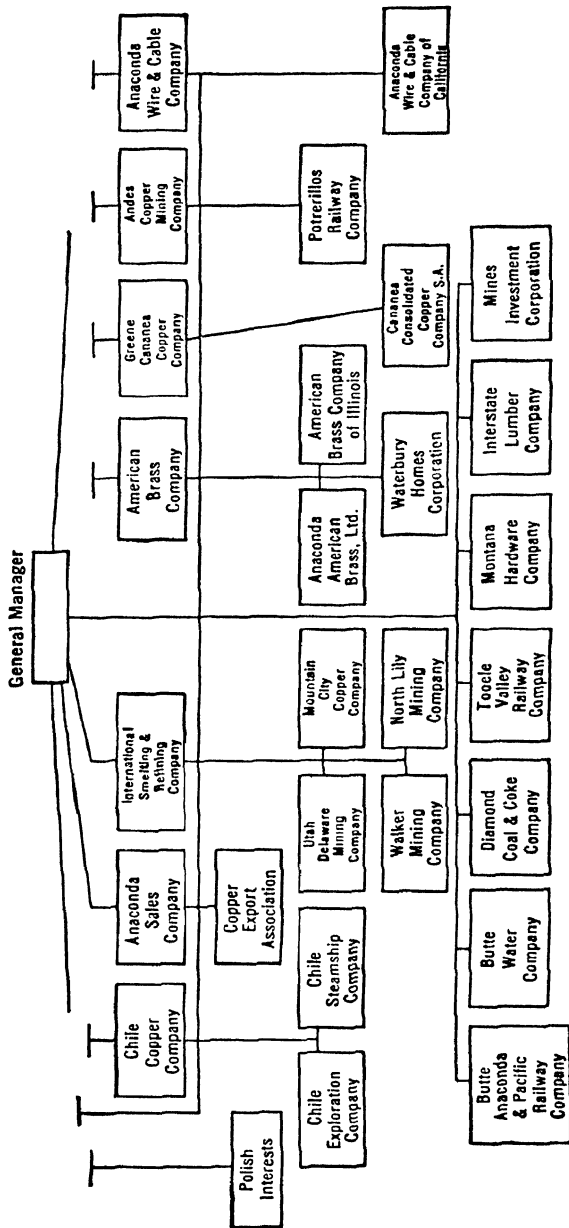 General Manager
Polish
Interests
Chile
Copper
Company
Anaconda
Sales
Company
International
Smelting &
Refining
Company
American
Brass
Company
Greene
Cananea
Copper
Company
Andes
Copper
Mining
Company
Anaconda
Wire & Cable
Company
Copper
Export
Association
Chile
Exploration
Company
Chile
Steamship
Company
Utah
Delaware
Mining
Company
Mountain
City
Copper
Company
Anaconda
American
Brass, Ltd.
American
Brass Company
of Illinois
Potrerillos
Railway
Company
Walker
Mining
Company
North Lily
Mining
Company
Waterbury
Homes
Corporation
Cananea
Consolidated
Copper
Company S.A.
Anaconda
Wire & Cable
Company of
California
Butte
Anaconda
& Pacific
Railway
Company
Butte
Water
Company
Diamond
Coal & Coke
Company
Tooele
Valley
Railway
Company
Montana
Hardware
Company
Interstate
Lumber
Company
Mines
Investment
Corporation